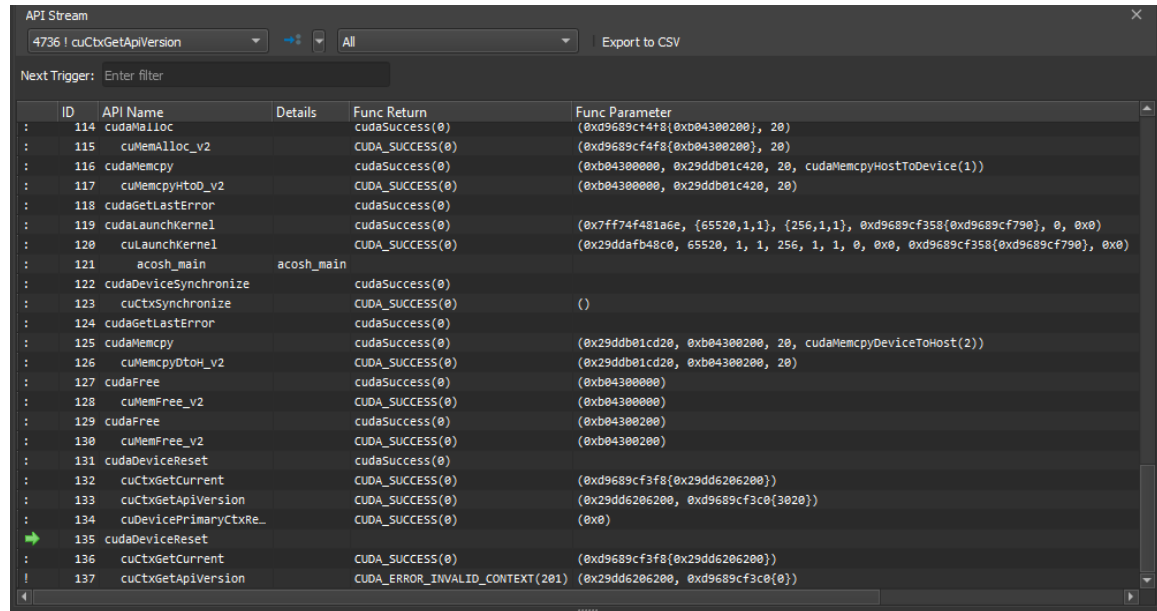 API Stream
4736 ! cuCtxGetApiVersion All Export to CSV
Next Trigger: Enter filter
ID API Name Details Func Return Func Parameter
: 114 cudaMalloc cudaSuccess(0) (0xd9689cf4f8{0xb04300200}, 20)
: 115 cuMemAlloc_v2 CUDA_SUCCESS(0) (0xd9689cf4f8{0xb04300200}, 20)
: 116 cudaMemcpy cudaSuccess(0) (0xb04300000, 0x29ddb01c420, 20, cudaMemcpyHostToDevice(1))
: 117 cuMemcpyHtoD_v2 CUDA_SUCCESS(0) (0xb04300000, 0x29ddb01c420, 20)
: 118 cudaGetLastError cudaSuccess(0)
: 119 cudaLaunchKernel cudaSuccess(0) (0x7ff74f481a6e, {65520,1,1}, {256,1,1}, 0xd9689cf358{0xd9689cf790}, 0, 0x0)
: 120 cuLaunchKernel CUDA_SUCCESS(0) (0x29ddafb48c0, 65520, 1, 1, 256, 1, 1, 0, 0x0, 0xd9689cf358{0xd9689cf790}, 0x0)
: 121 acosh_main acosh_main
: 122 cudaDeviceSynchronize cudaSuccess(0)
: 123 cuCtxSynchronize CUDA_SUCCESS(0) ()
: 124 cudaGetLastError cudaSuccess(0)
: 125 cudaMemcpy cudaSuccess(0) (0x29ddb01cd20, 0xb04300200, 20, cudaMemcpyDeviceToHost(2))
: 126 cuMemcpyDtoH_v2 CUDA_SUCCESS(0) (0x29ddb01cd20, 0xb04300200, 20)
: 127 cudaFree cudaSuccess(0) (0xb04300000)
: 128 cuMemFree_v2 CUDA_SUCCESS(0) (0xb04300000)
: 129 cudaFree cudaSuccess(0) (0xb04300200)
: 130 cuMemFree_v2 CUDA_SUCCESS(0) (0xb04300200)
: 131 cudaDeviceReset cudaSuccess(0)
: 132 cuCtxGetCurrent CUDA_SUCCESS(0) (0xd9689cf3f8{0x29dd6206200})
: 133 cuCtxGetApiVersion CUDA_SUCCESS(0) (0x29dd6206200, 0xd9689cf3c0{3020})
: 134 cuDevicePrimaryCtxRe... CUDA_SUCCESS(0) (0x0)
135 cudaDeviceReset
: 136 cuCtxGetCurrent CUDA_SUCCESS(0) (0xd9689cf3f8{0x29dd6206200})
! 137 cuCtxGetApiVersion CUDA_ERROR_INVALID_CONTEXT(201) (0x29dd6206200, 0xd9689cf3c0{0})